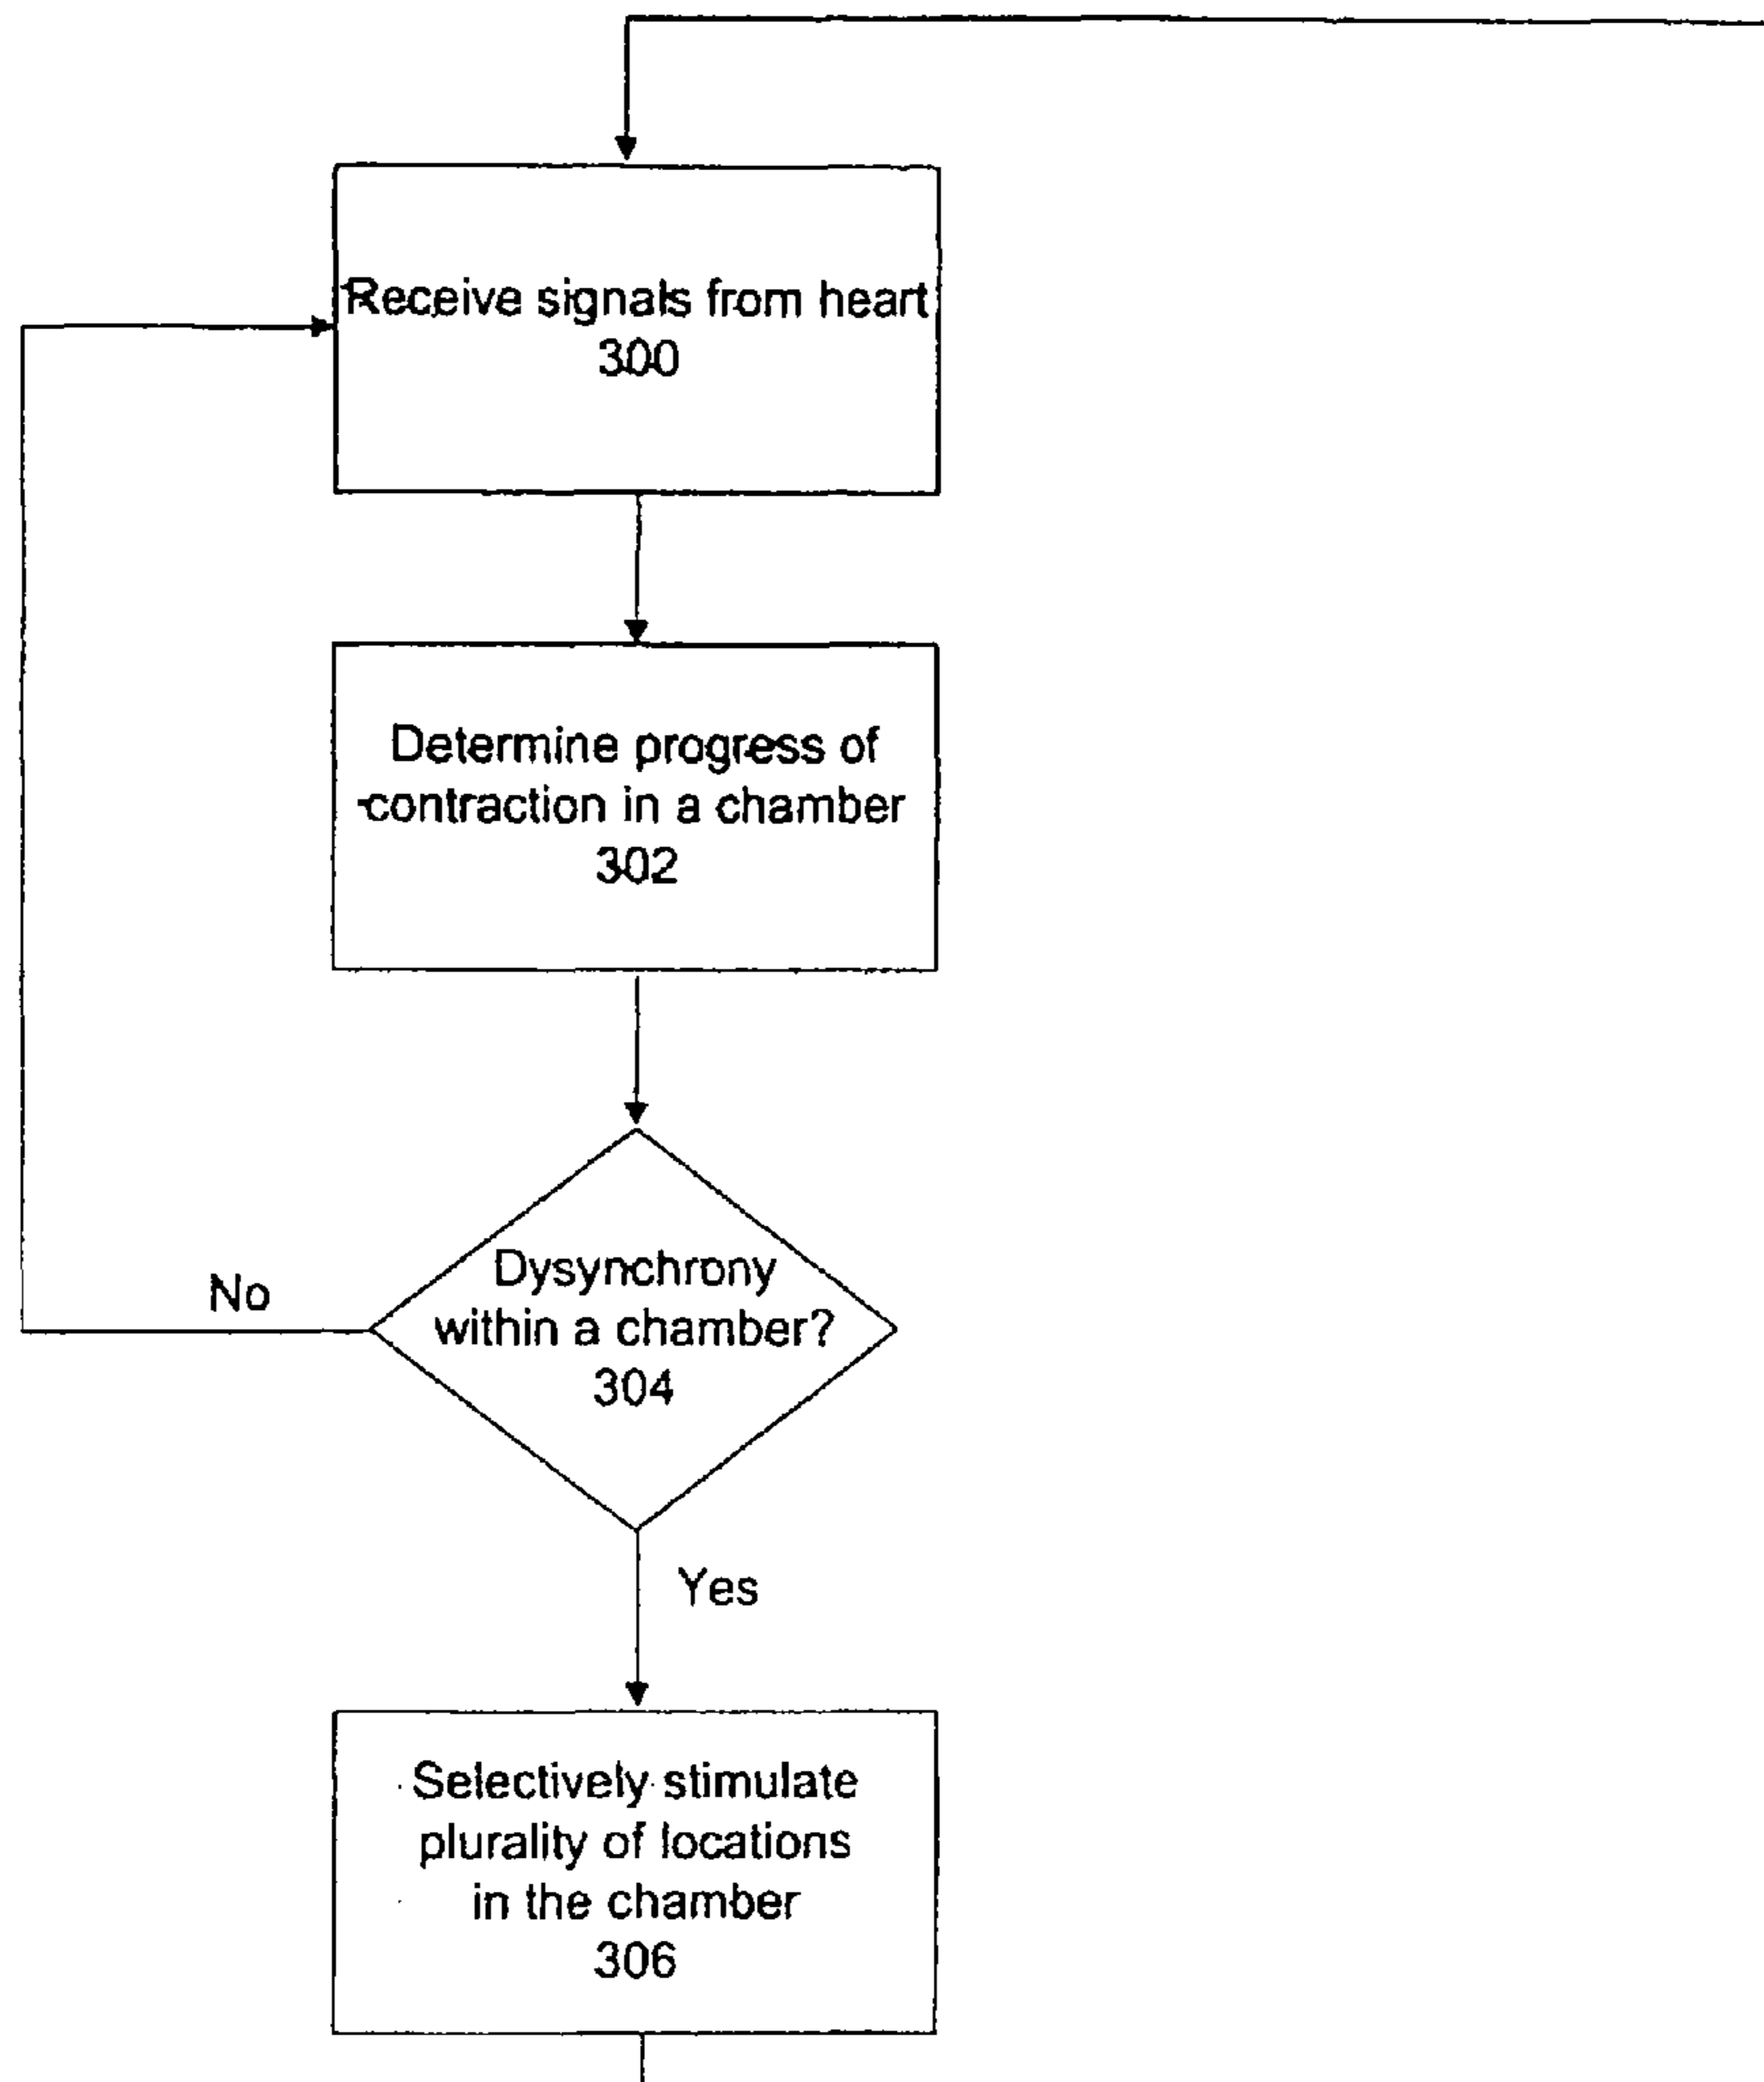 Receive signals from heart
300
Determine progress of
contraction in a chamber
302
Dysynchrony
within a chamber?
304
No
Yes
Selectively stimulate
plurality of locations
in the chamber
306